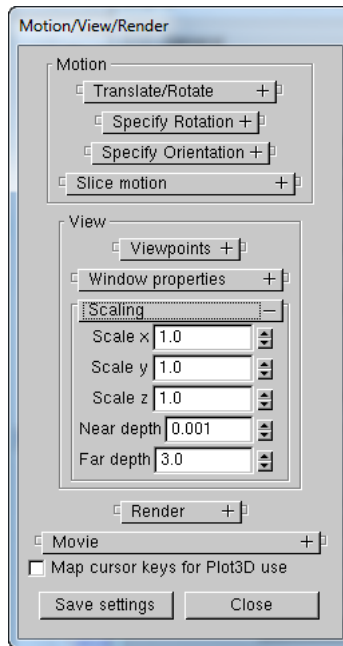 Motion/View/Render
Motion
Translate/Rotate +
Specify Rotation +
Specify Orientation +
Slice motion +
View
Viewpoints +
Window properties +
Scaling −
Scale x 1.0
Scale y 1.0
Scale z 1.0
Near depth 0.001
Far depth 3.0
Render +
Movie +
Map cursor keys for Plot3D use
Save settings Close